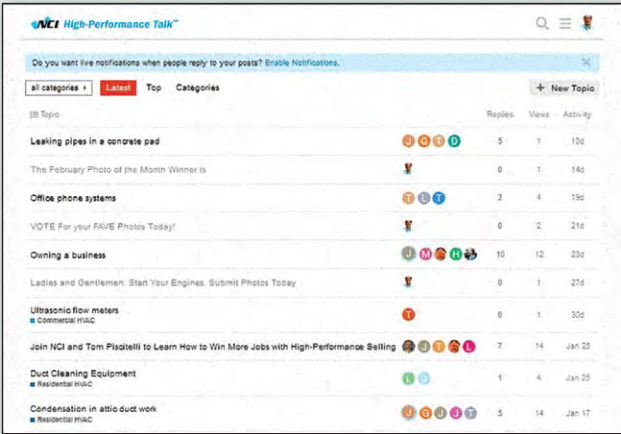 NCI High-Performance Talk™
Do you want live notifications when people reply to your posts? Enable Notifications.
all categories Latest Top Categories + New Topic
Topic Replies Views Activity
Leaking pipes in a concrete pad J G T D 5 1 10d
The February Photo of the Month Winner is 0 1 14d
Office phone systems T L T 2 4 19d
VOTE For your FAVE Photos Today! 0 2 21d
Owning a business J M H 10 12 23d
Ladies and Gentlemen. Start Your Engines. Submit Photos Today 0 1 27d
Ultrasonic flow meters T 0 1 30d
Commercial HVAC
Join NCI and Tom Piscitelli to Learn How to Win More Jobs with High-Performance Selling J T L 7 14 Jan 25
Duct Cleaning Equipment L 1 4 Jan 25
Residential HVAC
Condensation in attic duct work J G J J T 5 14 Jan 17
Residential HVAC